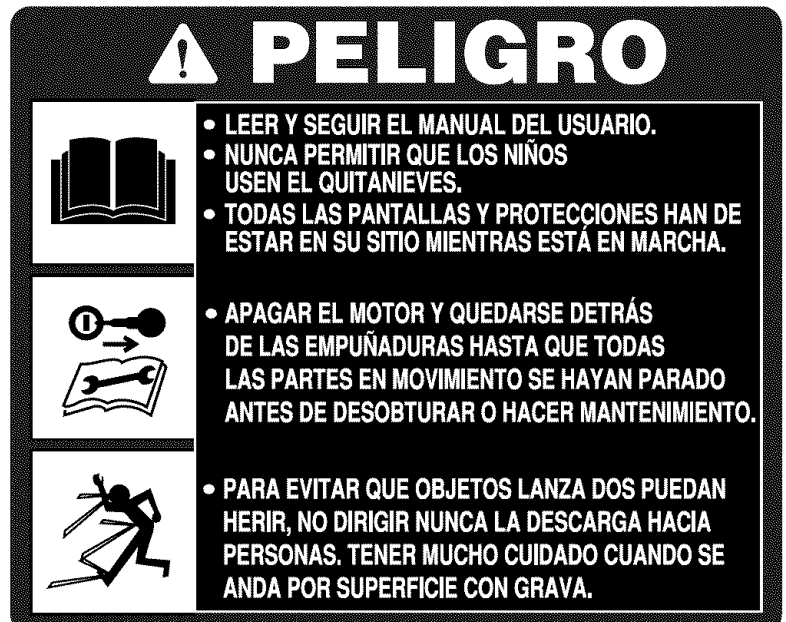 PELIGRO
• LEER Y SEGUIR EL MANUAL DEL USUARIO.
• NUNCA PERMITIR QUE LOS NIÑOS
USEN EL QUITANIEVES.
• TODAS LAS PANTALLAS Y PROTECCIONES HAN DE
ESTAR EN SU SITIO MIENTRAS ESTÁ EN MARCHA.
• APAGAR EL MOTOR Y QUEDARSE DETRÁS
DE LAS EMPUÑADURAS HASTA QUE TODAS
LAS PARTES EN MOVIMIENTO SE HAYAN PARADO
ANTES DE DESOBTURAR O HACER MANTENIMIENTO.
• PARA EVITAR QUE OBJETOS LANZA DOS PUEDAN
HERIR, NO DIRIGIR NUNCA LA DESCARGA HACIA
PERSONAS. TENER MUCHO CUIDADO CUANDO SE
ANDA POR SUPERFICIE CON GRAVA.